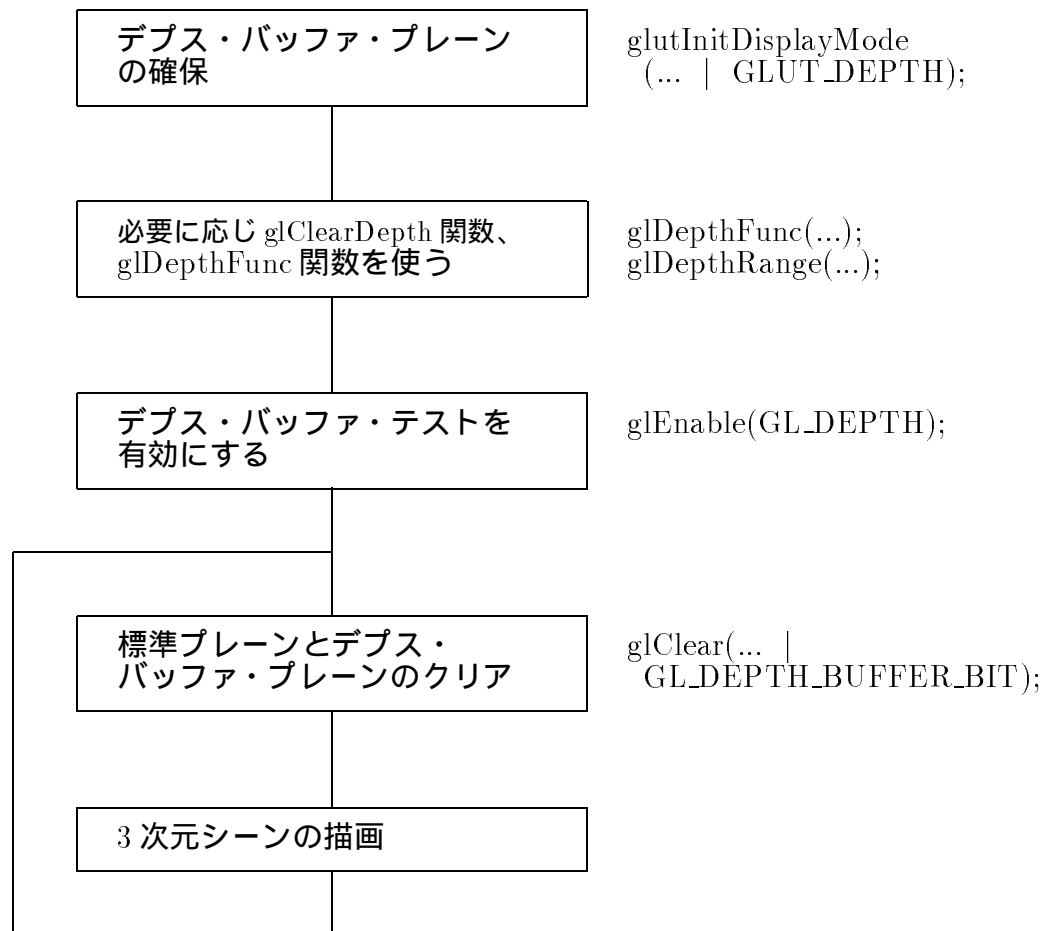 デプス・バッファ・プレーン
の確保
glutInitDisplayMode
(... | GLUT_DEPTH);
必要に応じ glClearDepth 関数、
glDepthFunc 関数を使う
glDepthFunc(...);
glDepthRange(...);
デプス・バッファ・テストを
有効にする
glEnable(GL_DEPTH);
標準プレーンとデプス・
バッファ・プレーンのクリア
glClear(... |
GL_DEPTH_BUFFER_BIT);
3 次元シーンの描画